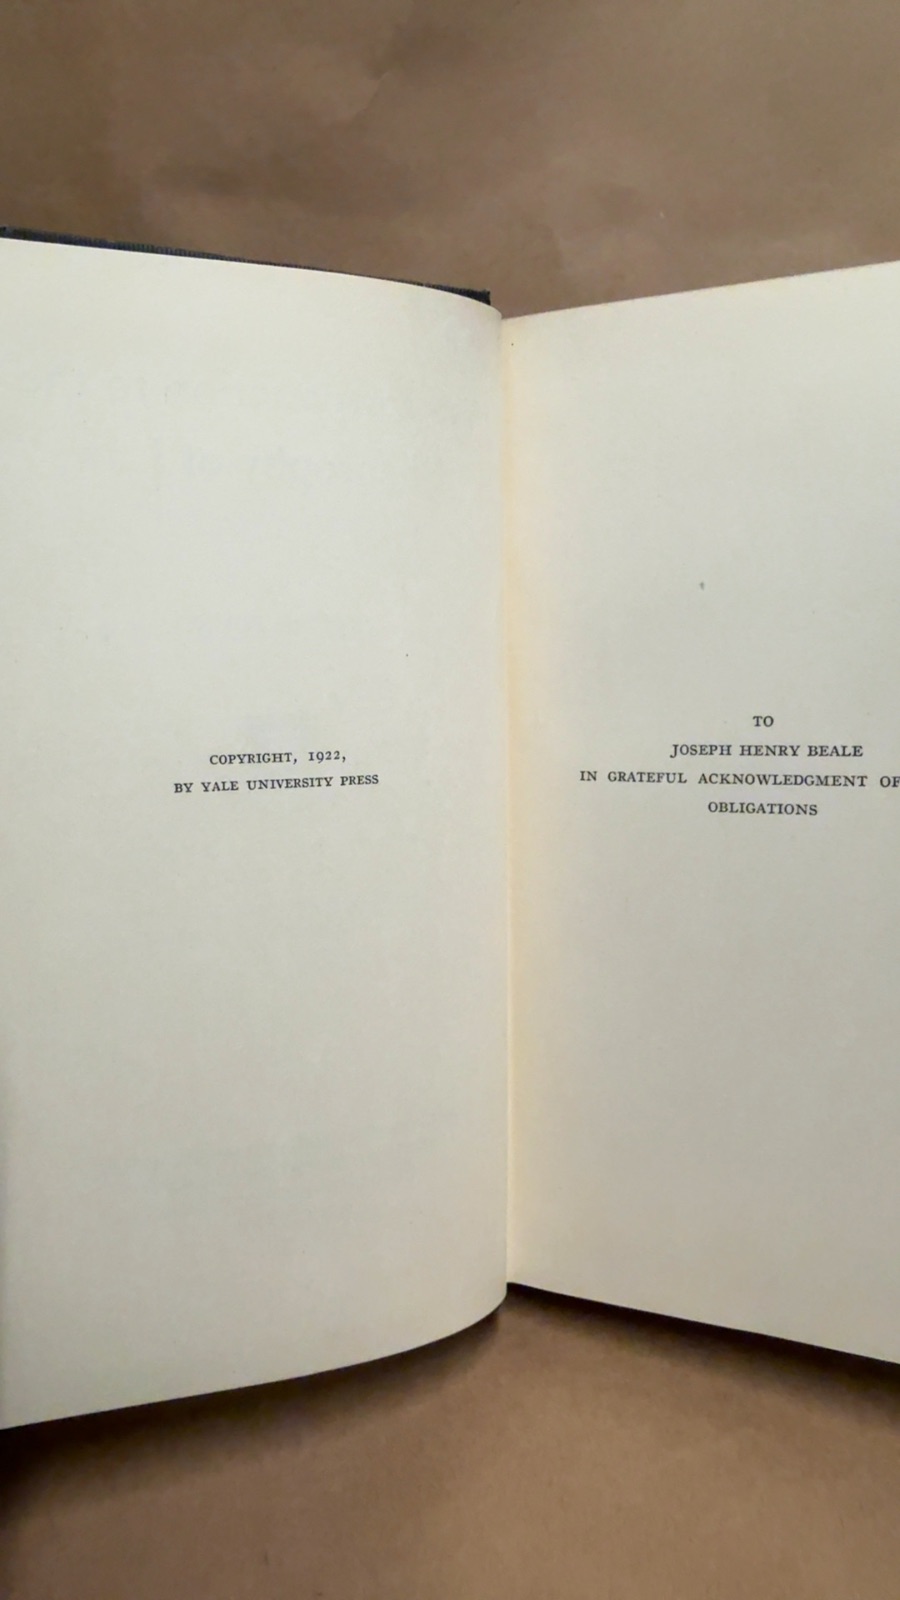 COPYRIGHT, 1922,
BY YALE UNIVERSITY PRESS
TO
JOSEPH HENRY BEALE
IN GRATEFUL ACKNOWLEDGMENT OF
OBLIGATIONS